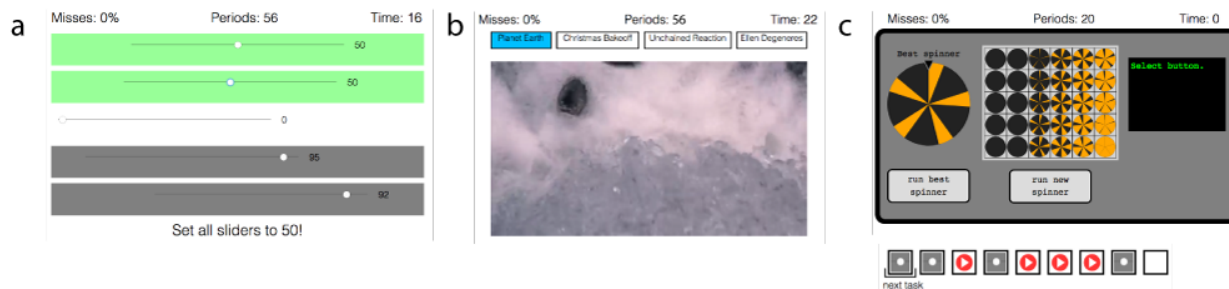 a
Misses: 0% Periods: 56 Time: 16
50
50
0
95
92
Set all sliders to 50!
b
Misses: 0% Periods: 56 Time: 22
Planet Earth Christmas Bakeoff Unchained Reaction Ellen Degeneres
c
Misses: 0% Periods: 20 Time: 0
Best spinner
Select button.
run best
spinner
run new
spinner
next task